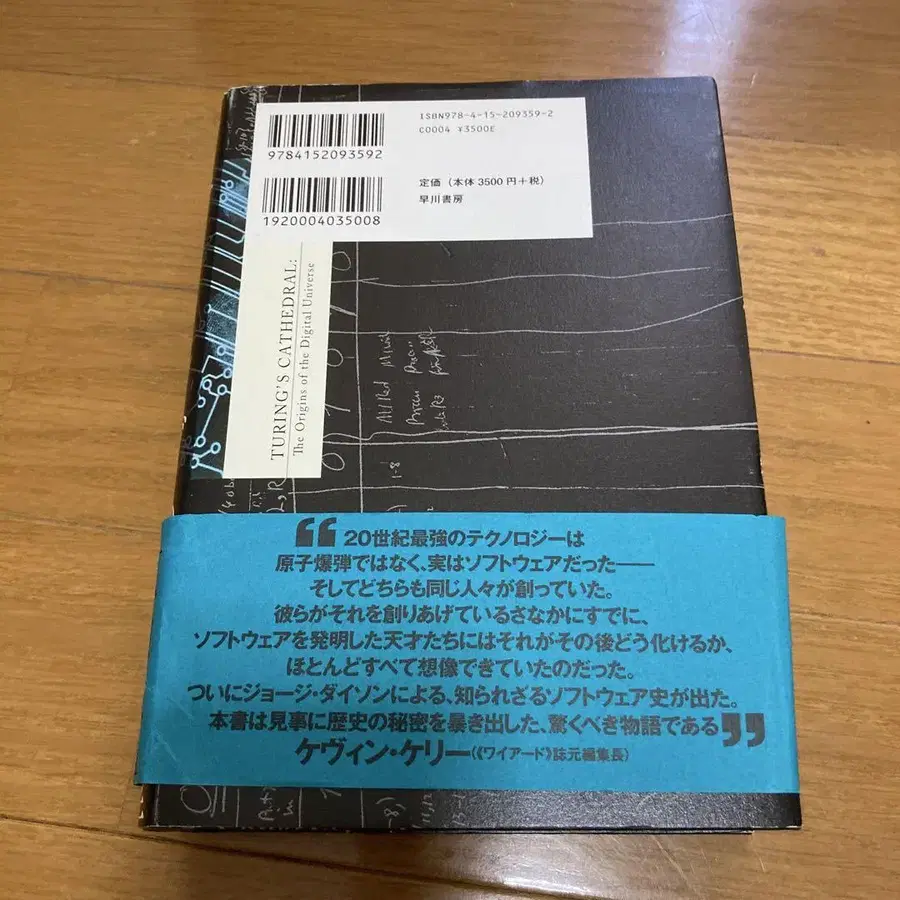 ISBN978-4-15-209359-2
C0004 ¥3500E
9784152093592
定価（本体 3500 円＋税）
早川書房
1920004035008
TURING'S CATHEDRAL:
The Origins of the Digital Universe
Alfred
1-8
2,R
❝20世紀最強のテクノロジーは
原子爆弾ではなく、実はソフトウェアだった——
そしてどちらも同じ人々が創っていた。
彼らがそれを創りあげているさなかにすでに、
ソフトウェアを発明した天才たちにはそれがその後どう化けるか、
ほとんどすべて想像できていたのだった。
ついにジョージ・ダイソンによる、知られざるソフトウェア史が出た。
本書は見事に歴史の秘密を暴き出した、驚くべき物語である❞
ケヴィン・ケリー（《ワイアード》誌元編集長）